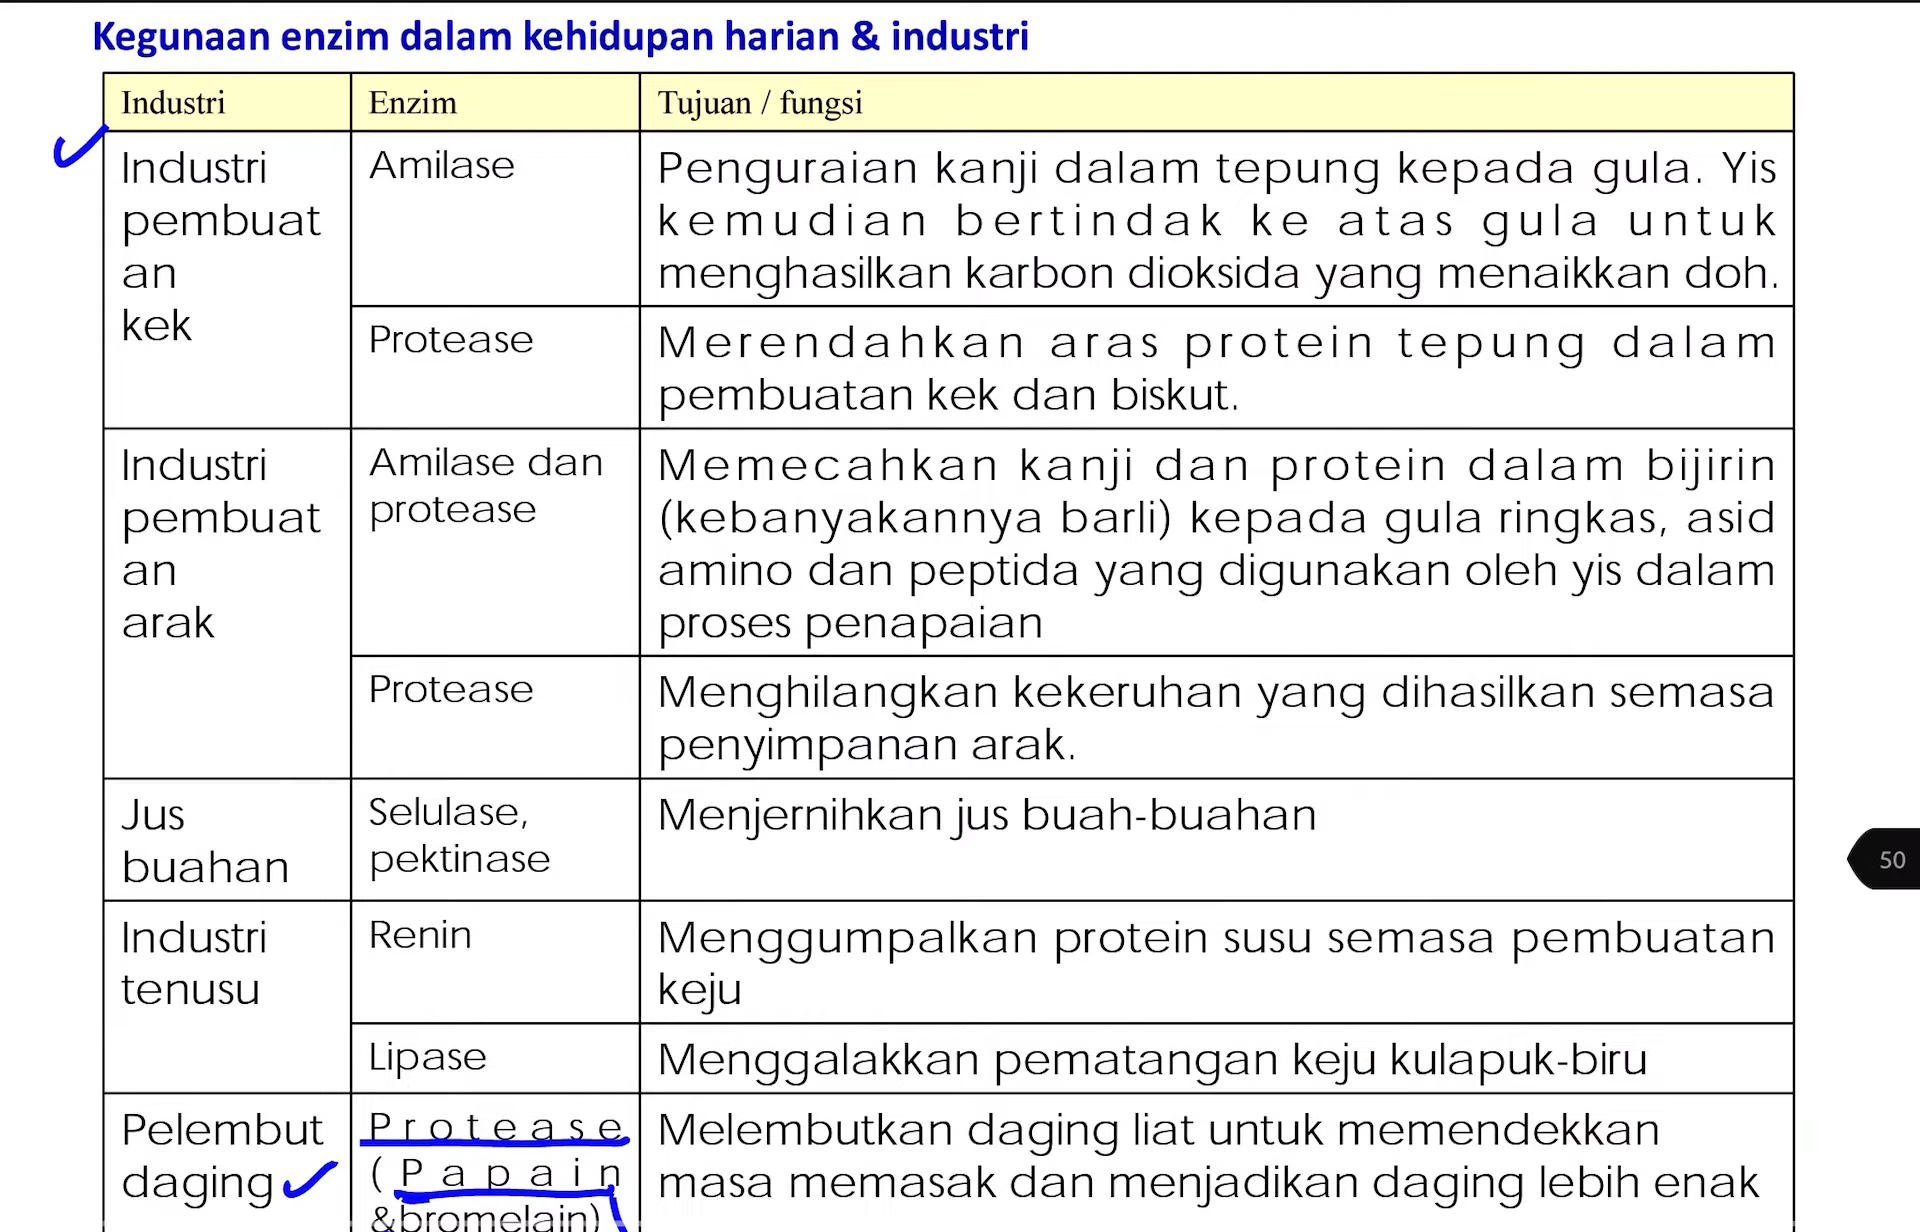 Kegunaan enzim dalam kehidupan harian & industri
Industri
Enzim
Tujuan / fungsi
Industri
pembuat
an
kek
Amilase
Penguraian kanji dalam tepung kepada gula. Yis
kemudian bertindak ke atas gula untuk
menghasilkan karbon dioksida yang menaikkan doh.
Protease
Merendahkan aras protein tepung dalam
pembuatan kek dan biskut.
Industri
pembuat
an
arak
Amilase dan
protease
Memecahkan kanji dan protein dalam bijirin
(kebanyakannya barli) kepada gula ringkas, asid
amino dan peptida yang digunakan oleh yis dalam
proses penapaian
Protease
Menghilangkan kekeruhan yang dihasilkan semasa
penyimpanan arak.
Jus
buahan
Selulase,
pektinase
Menjernihkan jus buah-buahan
Industri
tenusu
Renin
Menggumpalkan protein susu semasa pembuatan
keju
Lipase
Menggalakkan pematangan keju kulapuk-biru
Pelembut
daging
Protease
(Papain
&bromelain)
Melembutkan daging liat untuk memendekkan
masa memasak dan menjadikan daging lebih enak
50